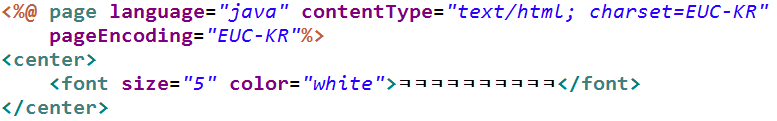 <%@ page language="java" contentType="text/html; charset=EUC-KR"
    pageEncoding="EUC-KR"%>
<center>
    <font size="5" color="white">ㅋㅋㅋㅋㅋㅋㅋㅋㅋㅋ</font>
</center>